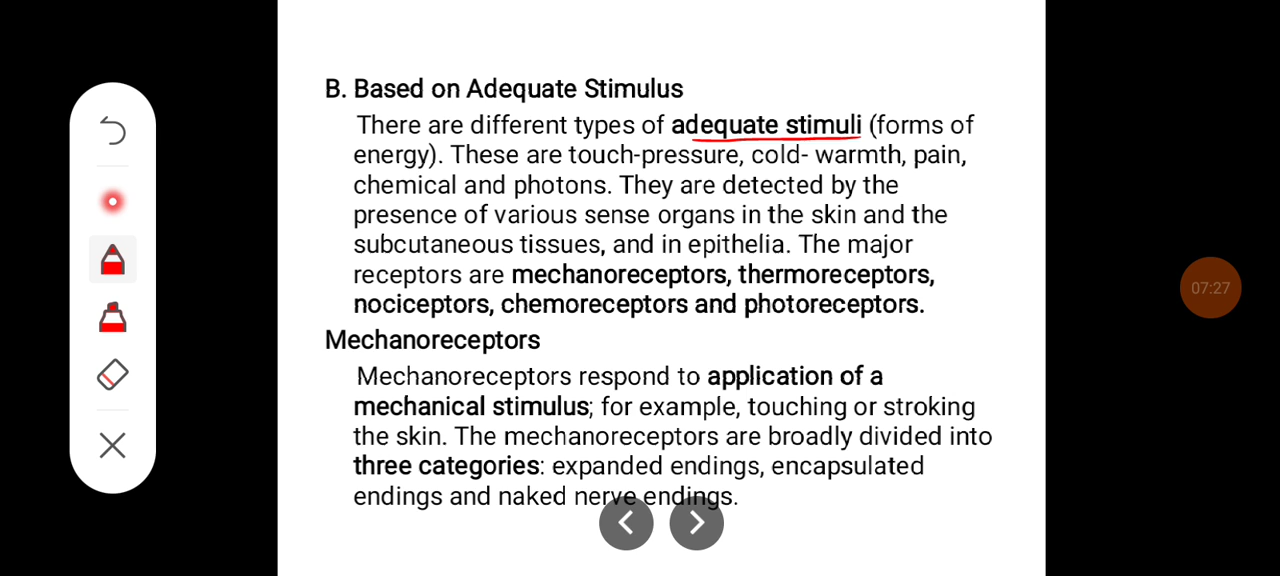 B. Based on Adequate Stimulus
There are different types of adequate stimuli (forms of
energy). These are touch-pressure, cold- warmth, pain,
chemical and photons. They are detected by the
presence of various sense organs in the skin and the
subcutaneous tissues, and in epithelia. The major
receptors are mechanoreceptors, thermoreceptors,
nociceptors, chemoreceptors and photoreceptors.
Mechanoreceptors
Mechanoreceptors respond to application of a
mechanical stimulus; for example, touching or stroking
the skin. The mechanoreceptors are broadly divided into
three categories: expanded endings, encapsulated
endings and naked nerve endings.
07:27